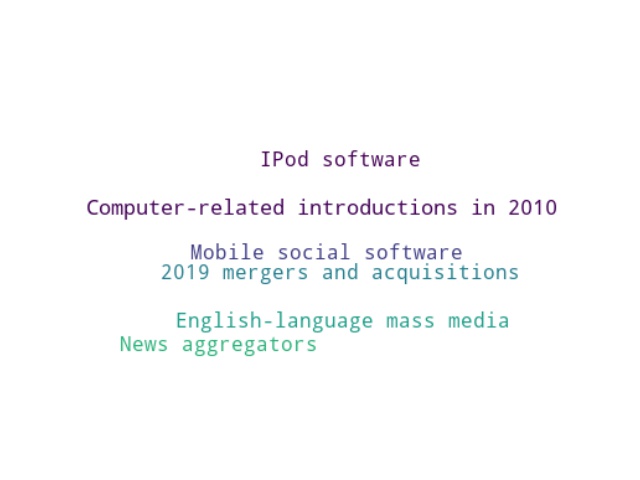 IPod software
Computer-related introductions in 2010
Mobile social software
2019 mergers and acquisitions
English-language mass media
News aggregators